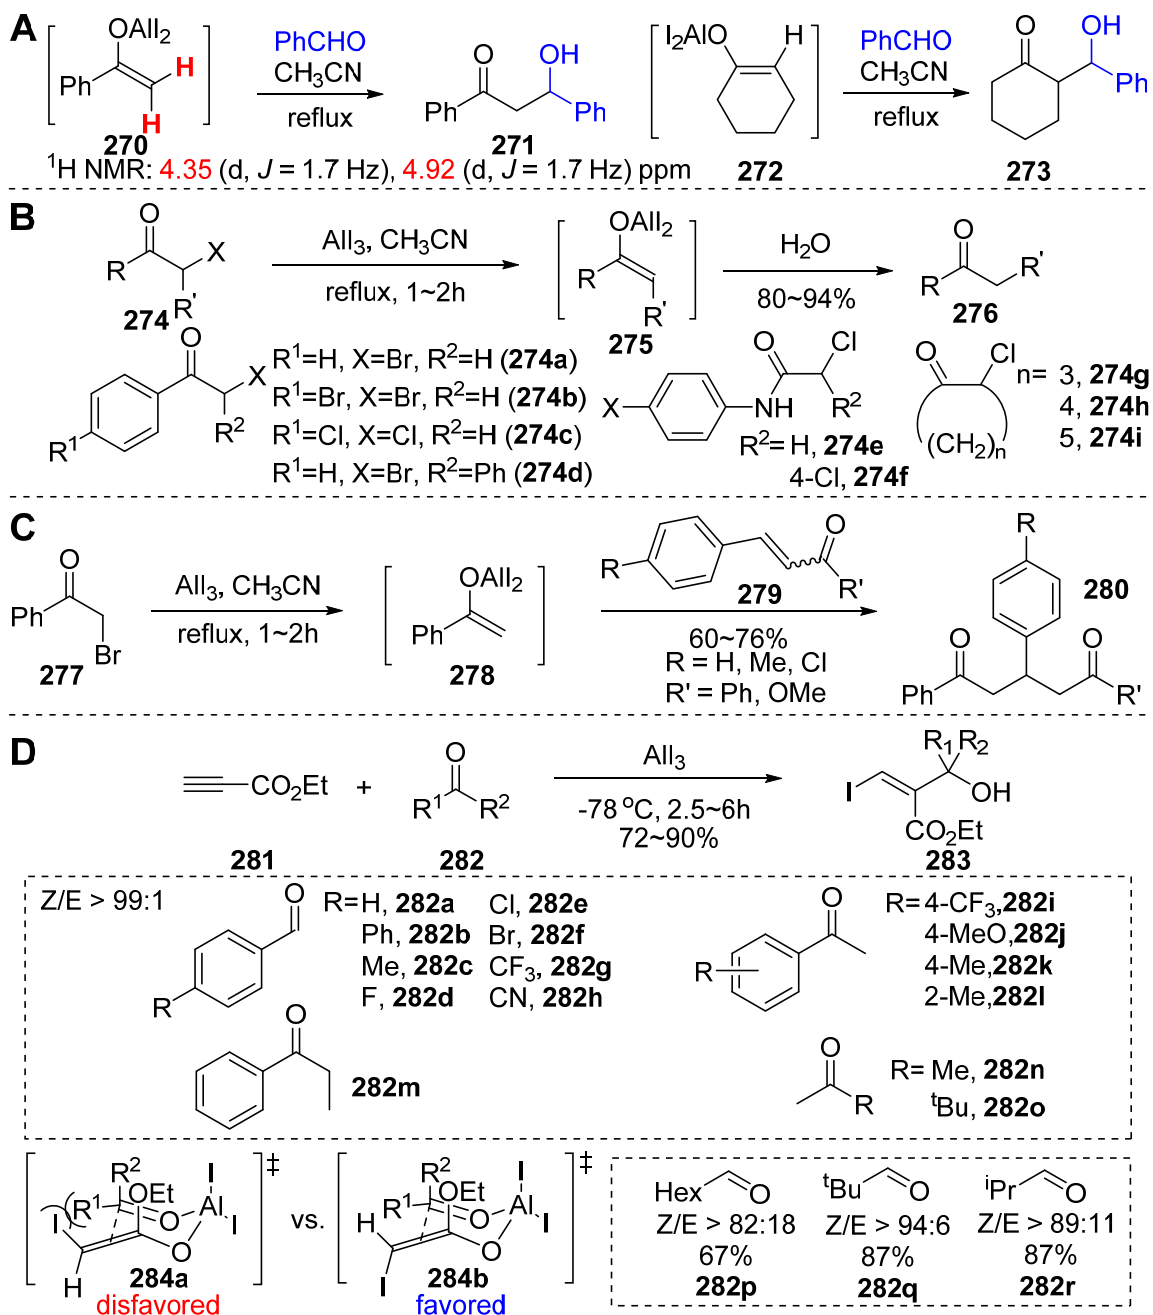 A
OAlI2
Ph
H
H
270
PhCHO
CH3CN
reflux
O
OH
Ph
Ph
271
I2AlO
H
272
PhCHO
CH3CN
reflux
O
OH
Ph
273
1H NMR: 4.35 (d, J = 1.7 Hz), 4.92 (d, J = 1.7 Hz) ppm
B
O
R
X
R'
274
AlI3, CH3CN
reflux, 1~2h
OAlI2
R
R'
275
H2O
80~94%
O
R
R'
276
O
X
R2
R1
R1=H, X=Br, R2=H (274a)
R1=Br, X=Br, R2=H (274b)
R1=Cl, X=Cl, R2=H (274c)
R1=H, X=Br, R2=Ph (274d)
O
Cl
X
NH
R2
R2= H, 274e
4-Cl, 274f
O
Cl
(CH2)n
n= 3, 274g
4, 274h
5, 274i
C
O
Ph
Br
277
AlI3, CH3CN
reflux, 1~2h
OAlI2
Ph
278
R
O
R'
279
60~76%
R = H, Me, Cl
R' = Ph, OMe
R
280
O
O
Ph
R'
D
CO2Et
281
+
O
R1
R2
282
AlI3
-78 oC, 2.5~6h
72~90%
R1 R2
I
OH
CO2Et
283
Z/E > 99:1
O
R
R=H, 282a
Ph, 282b
Me, 282c
F, 282d
Cl, 282e
Br, 282f
CF3, 282g
CN, 282h
O
R
R=4-CF3,282i
4-MeO,282j
4-Me,282k
2-Me,282l
O
282m
O
R
R= Me, 282n
tBu, 282o
R2
OEt
R1
I
Al
I
I
O
O
H
284a
disfavored
‡
vs.
R2
OEt
R1
H
Al
I
I
O
O
I
284b
favored
‡
Hex
O
Z/E > 82:18
67%
282p
tBu
O
Z/E > 94:6
87%
282q
iPr
O
Z/E > 89:11
87%
282r